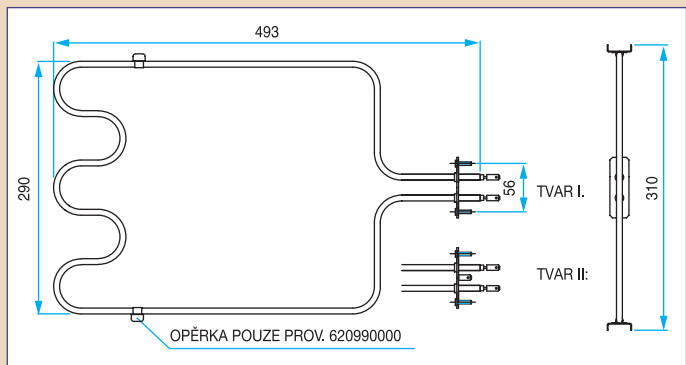 493
290
56
TVAR I.
310
TVAR II:
OPĚRKA POUZE PROV. 620990000